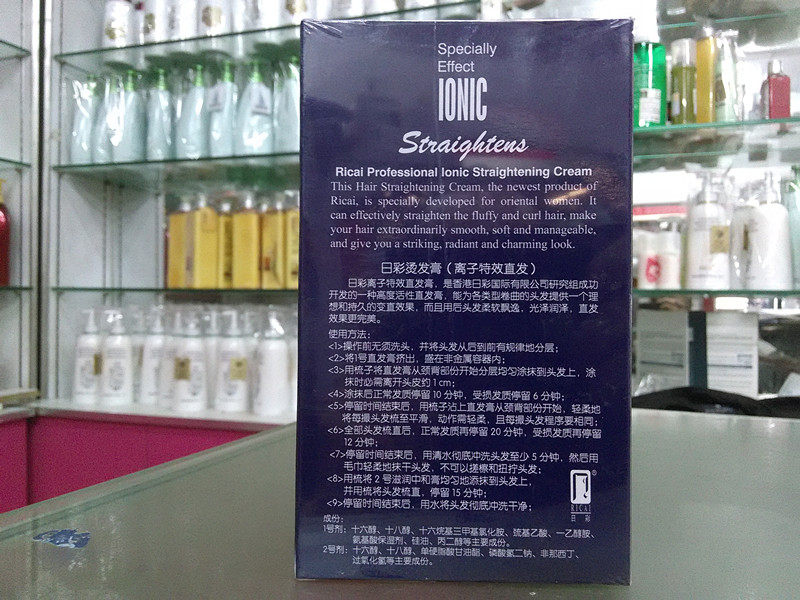 Specially
Effect
IONIC
Straightens
Ricai Professional Ionic Straightening Cream
This Hair Straightening Cream, the newest product of
Ricai, is specially developed for oriental women. It
can effectively straighten the fluffy and curl hair, make
your hair extraordinarily smooth, soft and manageable,
and give you a striking, radiant and charming look.
日彩烫发膏（离子特效直发）
日彩离子特效直发膏，是香港日彩国际有限公司研究组成功
开发的一种高度活性直发膏，能为各类型卷曲的头发提供一个理
想和持久的变直效果，而且用后头发柔软飘逸，光泽润泽，直发
效果更完美。
使用方法：
<1>操作前无须洗头，并将头发从后到前有规律地分层；
<2>将1号直发膏挤出，盛在非金属容器内；
<3>用梳子将直发膏从颈背部份开始分层均匀涂抹到头发上，涂
抹时必需离开头皮约1cm；
<4>涂抹后正常发质停留10分钟，受损发质停留6分钟；
<5>停留时间结束后，用梳子沾上直发膏从颈背部份开始，轻柔地
将每撮头发梳至平滑，动作需轻柔，且每撮头发程序要相同；
<6>全部头发梳直后，正常发质再停留20分钟，受损发质再停留
12分钟；
<7>停留时间结束后，用清水彻底冲洗头发至少5分钟，然后用
毛巾轻柔地抹干头发，不可以搓檫和扭拧头发；
<8>用梳将2号滋润中和膏均匀地添抹到头发上，
并用梳将头发梳直，停留15分钟；
<9>停留时间结束后，用水将头发彻底冲洗干净；
RICAI
日彩
成份：
1号剂：十六醇、十八醇、十六烷基三甲基氯化胺、巯基乙酸、一乙醇胺、
氨基酸保湿剂、硅油、丙二醇等主要成份。
2号剂：十六醇、十八醇、单硬脂酸甘油酯、磷酸氢二钠、非那西丁、
过氧化氢等主要成份。